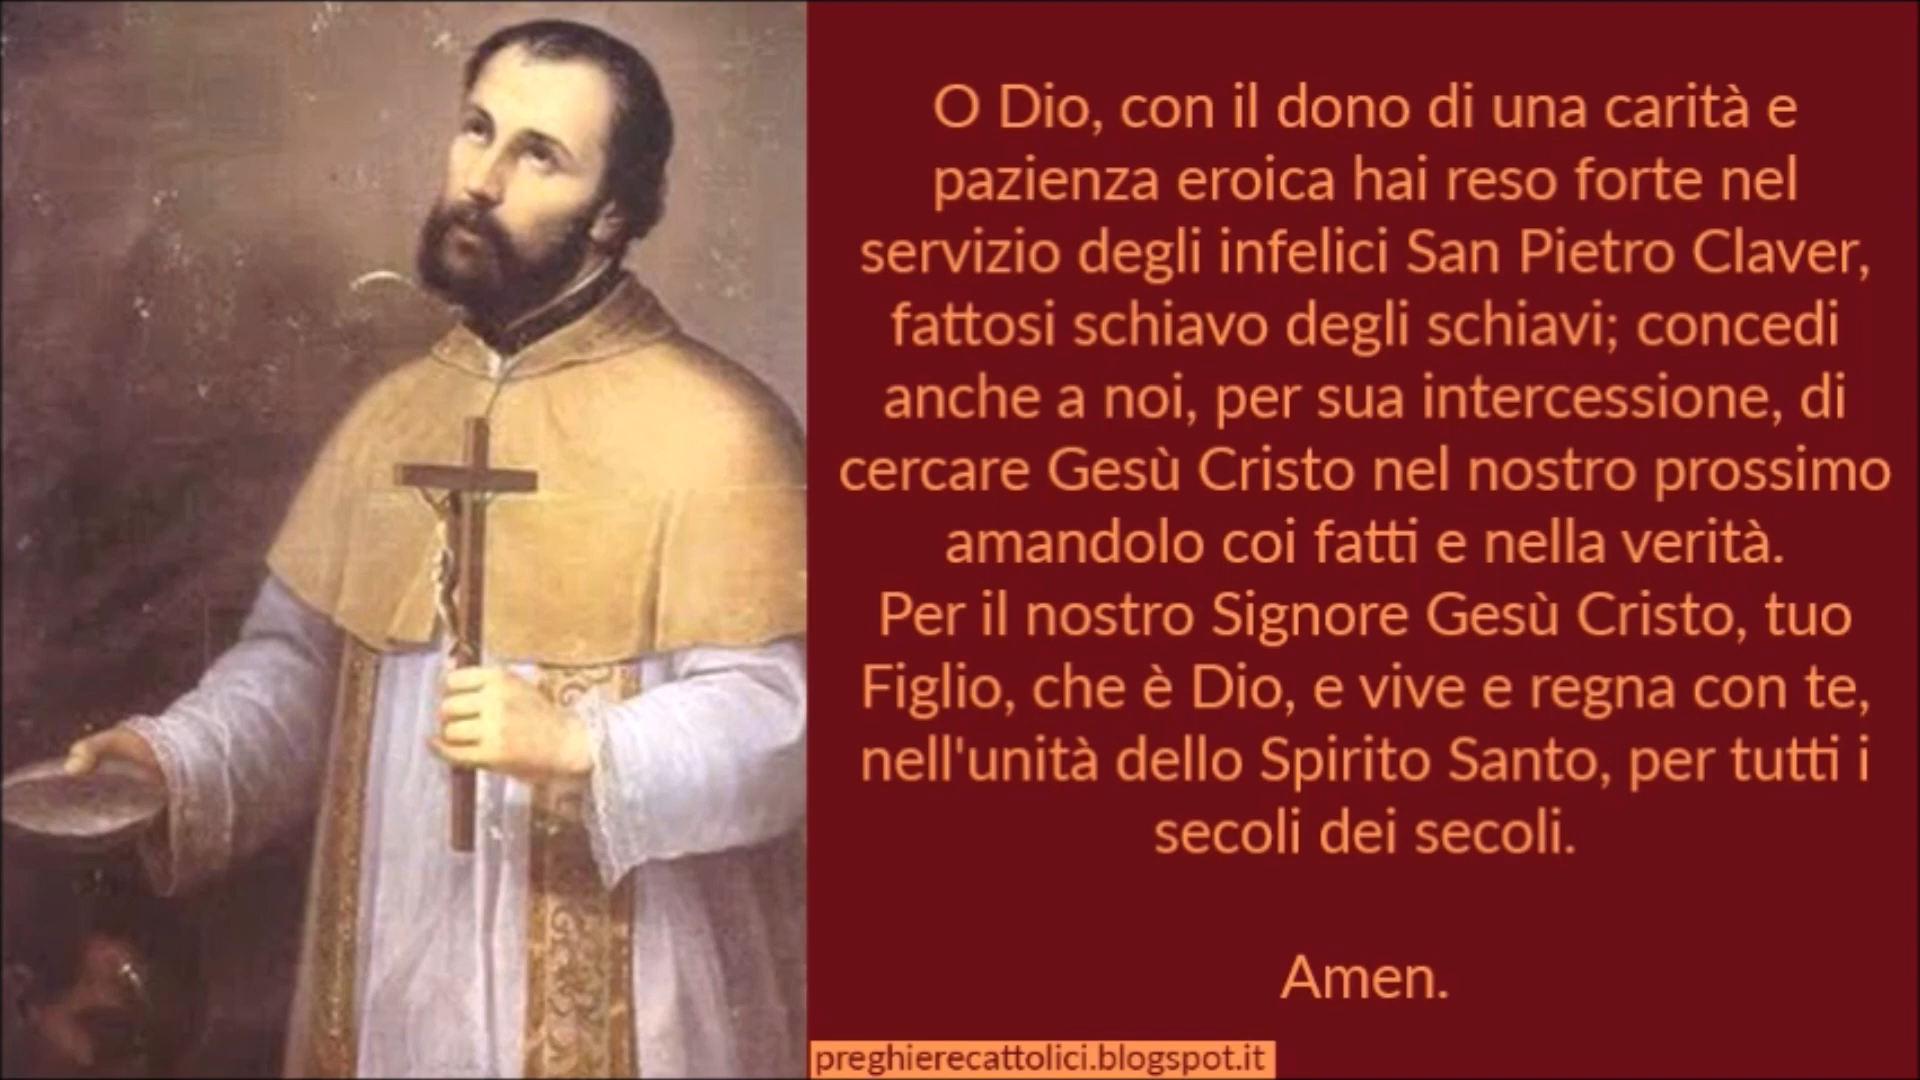 O Dio, con il dono di una carità e
pazienza eroica hai reso forte nel
servizio degli infelici San Pietro Claver,
fattosi schiavo degli schiavi; concedi
anche a noi, per sua intercessione, di
cercare Gesù Cristo nel nostro prossimo
amandolo coi fatti e nella verità.
Per il nostro Signore Gesù Cristo, tuo
Figlio, che è Dio, e vive e regna con te,
nell'unità dello Spirito Santo, per tutti i
secoli dei secoli.
Amen.
preghierecattolici.blogspot.it